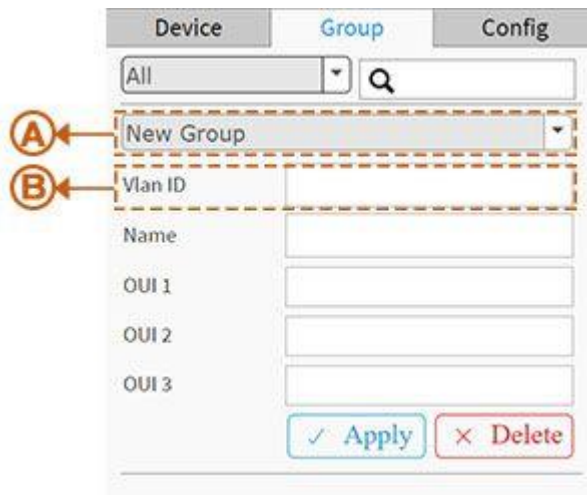 Device Group Config
All
A New Group
B Vlan ID
Name
OUI 1
OUI 2
OUI 3
Apply Delete